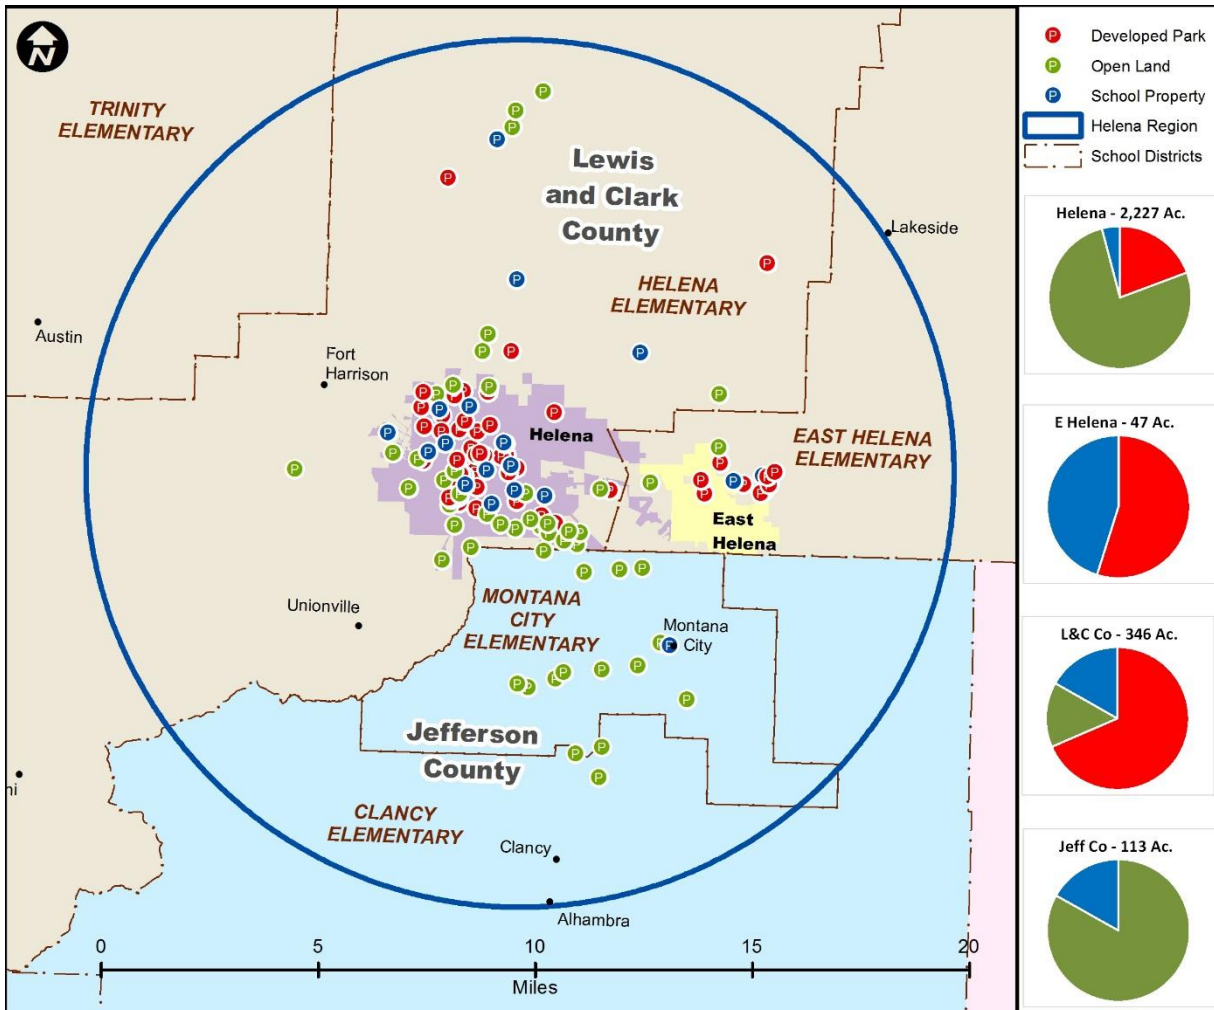 N
TRINITY
ELEMENTARY
Lewis
and Clark
County
Lakeside
HELENA
ELEMENTARY
Austin
Fort
Harrison
Helena
EAST HELENA
ELEMENTARY
East
Helena
MONTANA
CITY
ELEMENTARY
Unionville
Montana
City
Jefferson
County
ni
CLANCY
ELEMENTARY
Clancy
Alhambra
0 5 10 15 20
Miles
P Developed Park
P Open Land
P School Property
Helena Region
School Districts
Helena - 2,227 Ac.
E Helena - 47 Ac.
L&C Co - 346 Ac.
Jeff Co - 113 Ac.